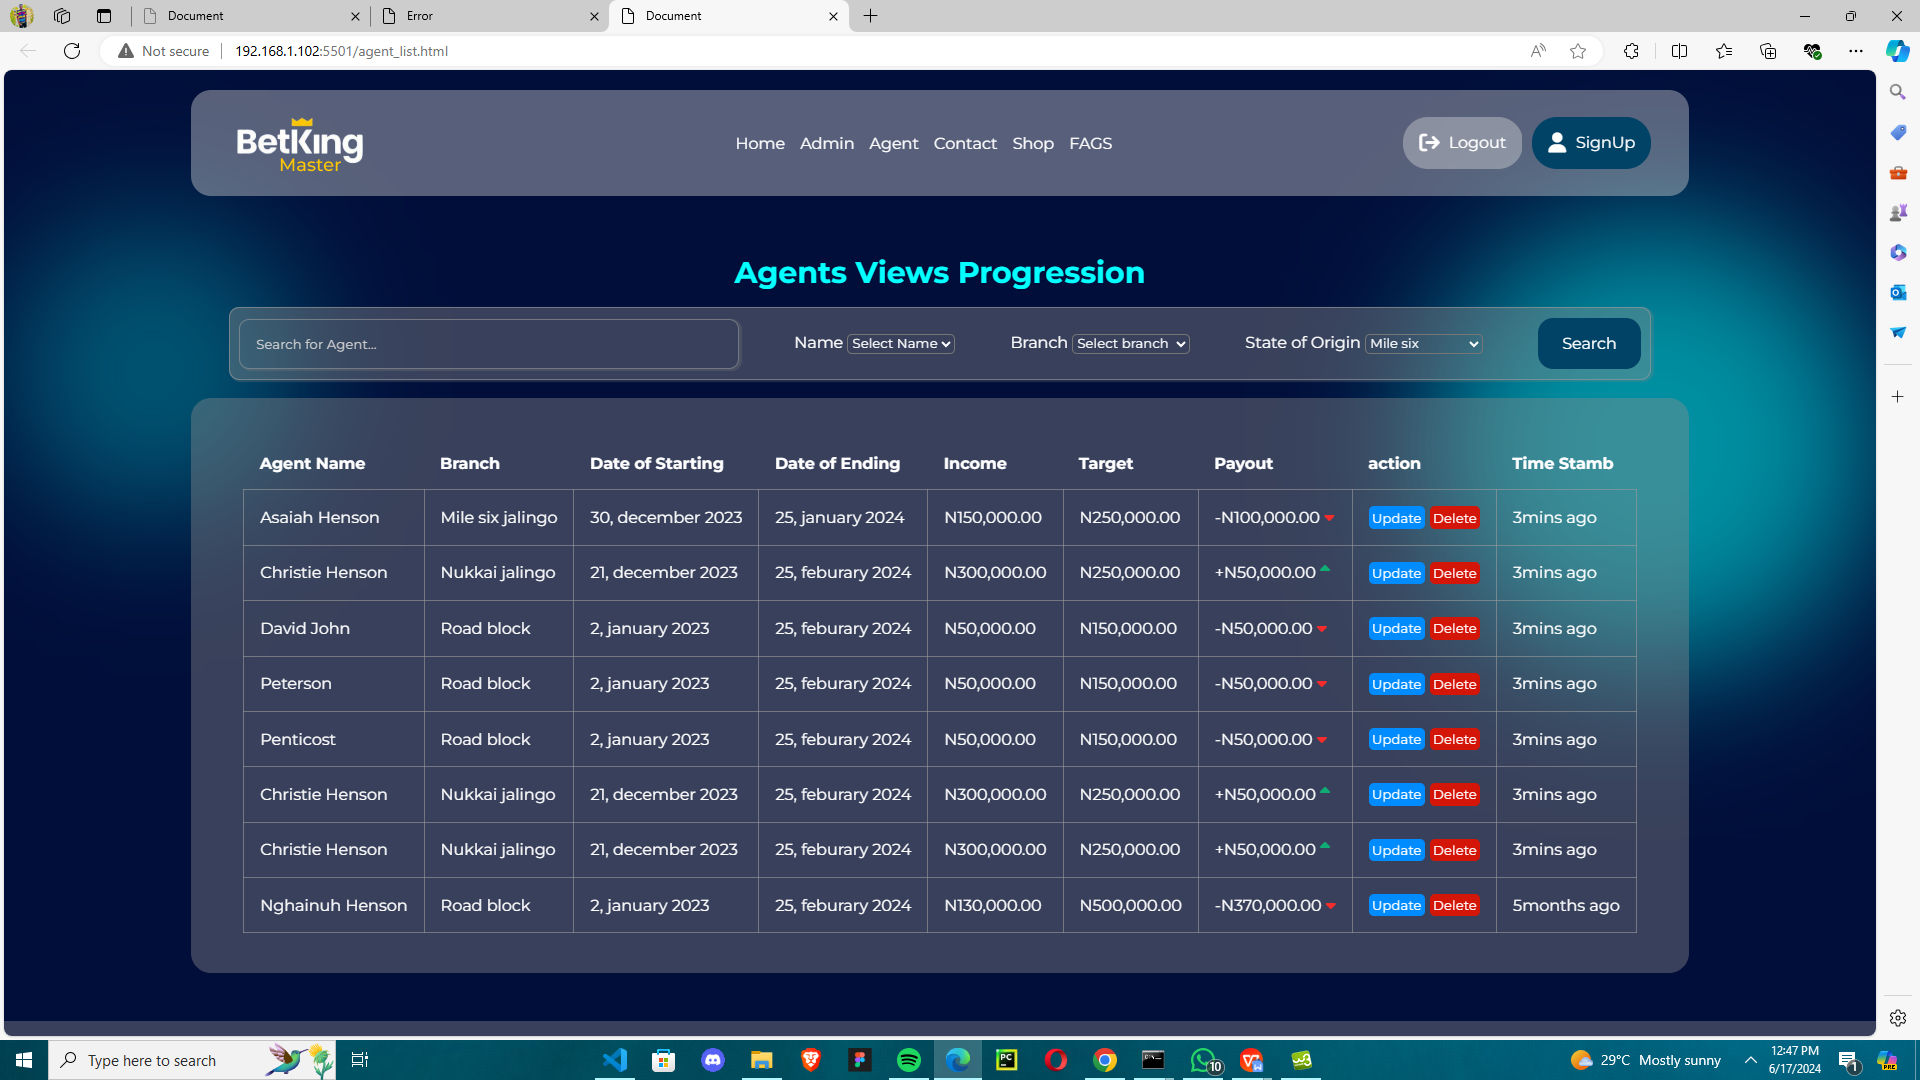 Document
Error
Document
Not secure
192.168.1.102:5501/agent_list.html
BetKing
Master
Home Admin Agent Contact Shop FAGS
Logout
SignUp
Agents Views Progression
Search for Agent...
Name Select Name
Branch Select branch
State of Origin Mile six
Search
Agent Name Branch Date of Starting Date of Ending Income Target Payout action Time Stamb
Asaiah Henson Mile six jalingo 30, december 2023 25, january 2024 N150,000.00 N250,000.00 -N100,000.00 Update Delete 3mins ago
Christie Henson Nukkai jalingo 21, december 2023 25, feburary 2024 N300,000.00 N250,000.00 +N50,000.00 Update Delete 3mins ago
David John Road block 2, january 2023 25, feburary 2024 N50,000.00 N150,000.00 -N50,000.00 Update Delete 3mins ago
Peterson Road block 2, january 2023 25, feburary 2024 N50,000.00 N150,000.00 -N50,000.00 Update Delete 3mins ago
Penticost Road block 2, january 2023 25, feburary 2024 N50,000.00 N150,000.00 -N50,000.00 Update Delete 3mins ago
Christie Henson Nukkai jalingo 21, december 2023 25, feburary 2024 N300,000.00 N250,000.00 +N50,000.00 Update Delete 3mins ago
Christie Henson Nukkai jalingo 21, december 2023 25, feburary 2024 N300,000.00 N250,000.00 +N50,000.00 Update Delete 3mins ago
Nghainuh Henson Road block 2, january 2023 25, feburary 2024 N130,000.00 N500,000.00 -N370,000.00 Update Delete 5months ago
Type here to search
PC
10
29°C Mostly sunny
12:47 PM
6/17/2024
1
PRE